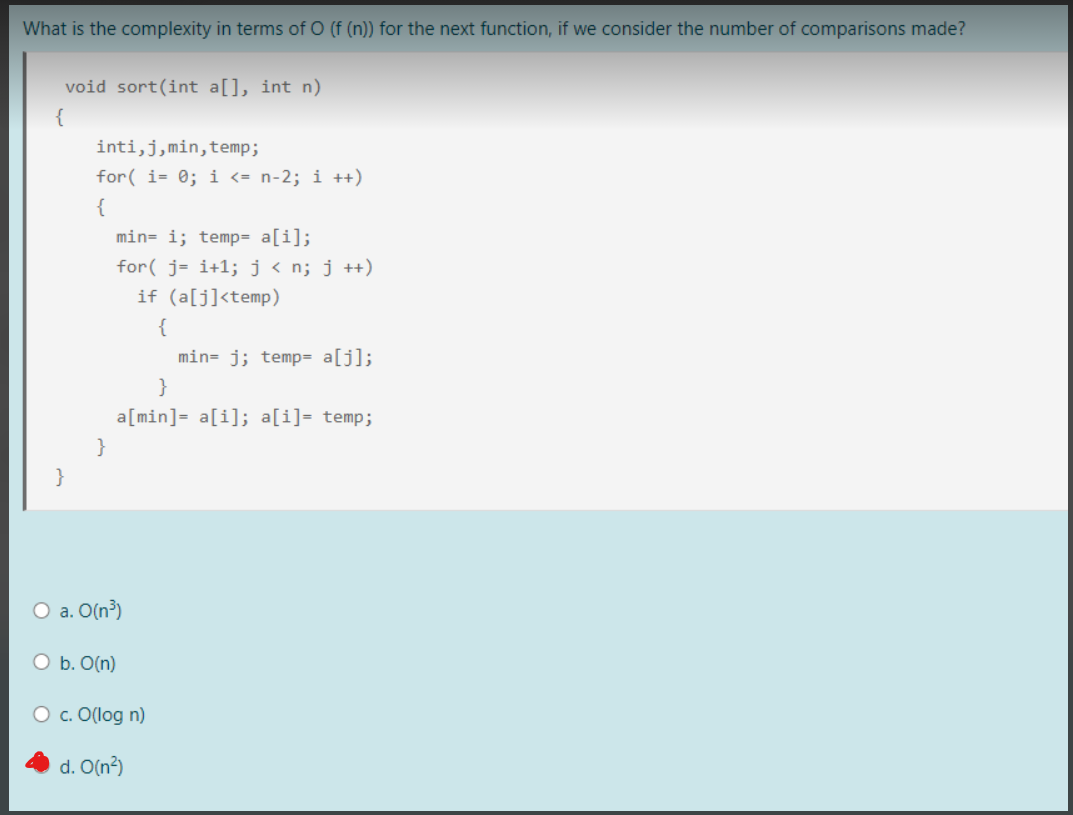 What is the complexity in terms of O (f (n)) for the next function, if we consider the number of comparisons made?
void sort(int a[], int n)
{
inti,j,min,temp;
for( i= 0; i <= n-2; i ++)
{
min= i; temp= a[i];
for( j= i+1; j < n; j ++)
if (a[j]<temp)
{
min= j; temp= a[j];
}
a[min]= a[i]; a[i]= temp;
}
}
a. O(n³)
b. O(n)
c. O(log n)
d. O(n²)